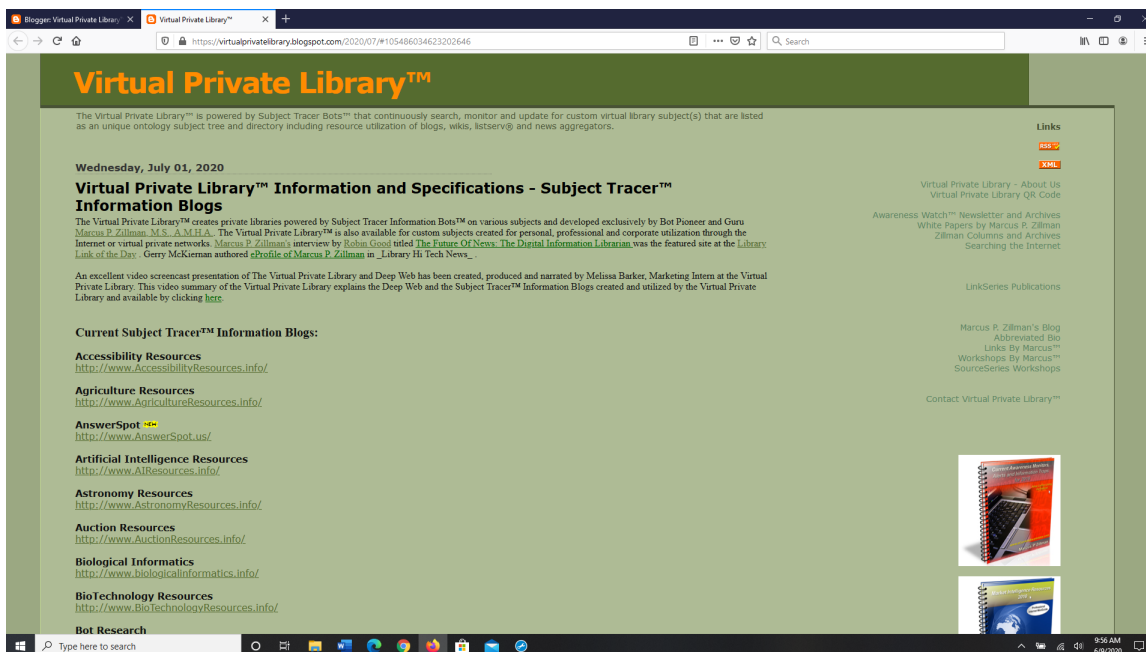 Blogger: Virtual Private Library
Virtual Private Library™
https://virtualprivatelibrary.blogspot.com/2020/07/#105486034623202646
Search
Virtual Private Library™
The Virtual Private Library™ is powered by Subject Tracer Bots™ that continuously search, monitor and update for custom virtual library subject(s) that are listed
as an unique ontology subject tree and directory including resource utilization of blogs, wikis, listserv® and news aggregators.
Wednesday, July 01, 2020
Virtual Private Library™ Information and Specifications - Subject Tracer™
Information Blogs
The Virtual Private Library™ creates private libraries powered by Subject Tracer Information Bots™ on various subjects and developed exclusively by Bot Pioneer and Guru
Marcus P. Zillman, M.S., A.M.H.A.. The Virtual Private Library™ is also available for custom subjects created for personal, professional and corporate utilization through the
Internet or virtual private networks. Marcus P. Zillman's interview by Robin Good titled The Future Of News: The Digital Information Librarian was the featured site at the Library
Link of the Day . Gerry McKiernan authored eProfile of Marcus P. Zillman in _Library Hi Tech News_ .
An excellent video screencast presentation of The Virtual Private Library and Deep Web has been created, produced and narrated by Melissa Barker, Marketing Intern at the Virtual
Private Library. This video summary of the Virtual Private Library explains the Deep Web and the Subject Tracer™ Information Blogs created and utilized by the Virtual Private
Library and available by clicking here.
Current Subject Tracer™ Information Blogs:
Accessibility Resources
http://www.AccessibilityResources.info/
Agriculture Resources
http://www.AgricultureResources.info/
AnswerSpot NEW
http://www.AnswerSpot.us/
Artificial Intelligence Resources
http://www.AIResources.info/
Astronomy Resources
http://www.AstronomyResources.info/
Auction Resources
http://www.AuctionResources.info/
Biological Informatics
http://www.biologicalinformatics.info/
BioTechnology Resources
http://www.BioTechnologyResources.info/
Bot Research
Links
RSS
XML
Virtual Private Library - About Us
Virtual Private Library QR Code
Awareness Watch™ Newsletter and Archives
White Papers by Marcus P. Zillman
Zillman Columns and Archives
Searching the Internet
LinkSeries Publications
Marcus P. Zillman's Blog
Abbreviated Bio
Links By Marcus™
Workshops By Marcus™
SourceSeries Workshops
Contact Virtual Private Library™
Type here to search
9:56 AM
6/9/2020